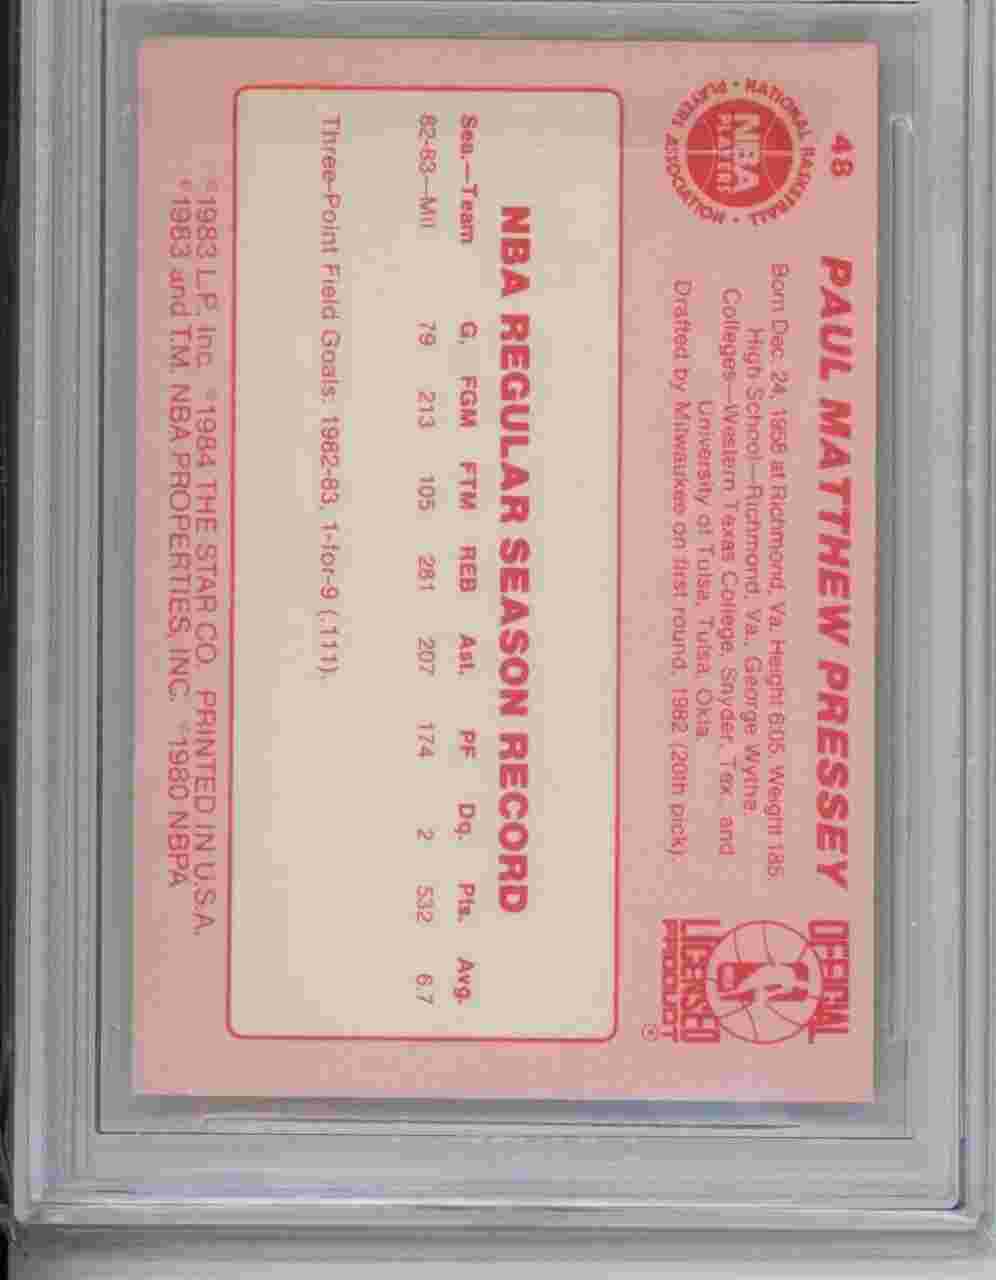 48
NATIONAL BASKETBALL PLAYERS ASSOCIATION
NBA
PLAYERS
PAUL MATTHEW PRESSEY
Born Dec. 24, 1958 at Richmond, Va. Height 6:05. Weight 185.
High School—Richmond, Va., George Wythe.
Colleges—Western Texas College, Snyder, Tex., and
University of Tulsa, Tulsa, Okla.
Drafted by Milwaukee on first round, 1982 (20th pick).
OFFICIAL
LICENSED
PRODUCT
®
NBA REGULAR SEASON RECORD
Sea.—Team G. FGM FTM REB Ast. PF Dq. Pts. Avg.
82-83—Mil 79 213 105 281 207 174 2 532 6.7
Three-Point Field Goals: 1982-83, 1-for-9 (.111).
©1983 L.P. Inc. ©1984 THE STAR CO. PRINTED IN U.S.A.
©1983 and T.M. NBA PROPERTIES, INC. ©1980 NBPA